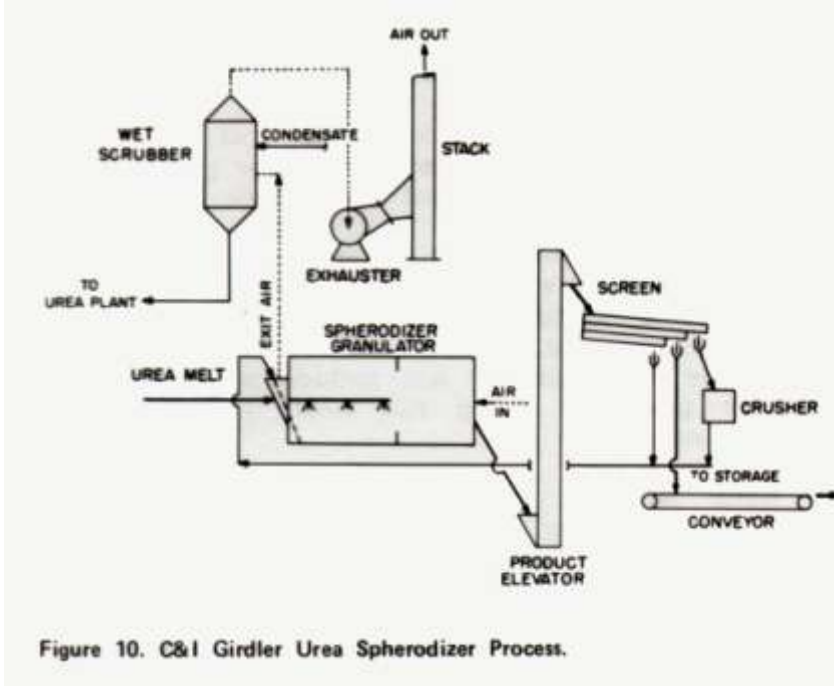 AIR OUT
WET
SCRUBBER
CONDENSATE
STACK
EXHAUSTER
TO
UREA PLANT
EXIT AIR
SCREEN
SPHERODIZER
GRANULATOR
UREA MELT
AIR
IN
CRUSHER
TO STORAGE
CONVEYOR
PRODUCT
ELEVATOR
Figure 10. C&I Girdler Urea Spherodizer Process.